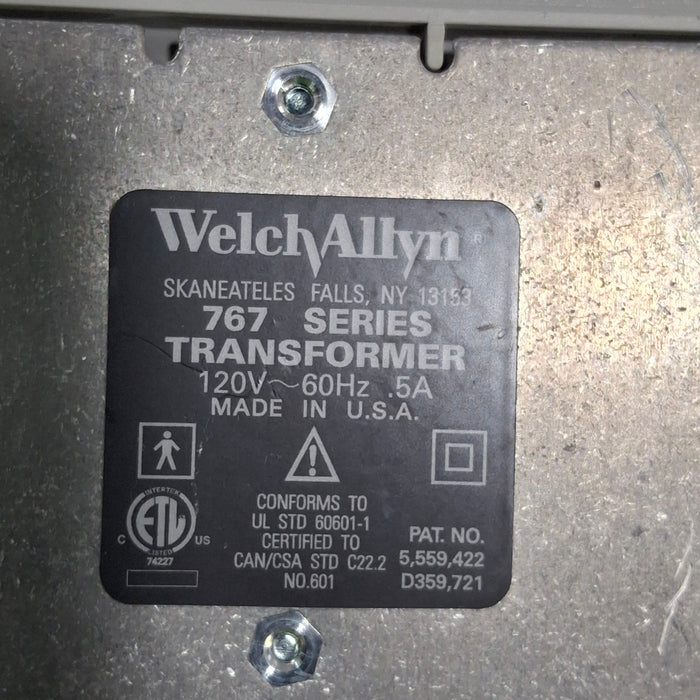 WelchAllyn ®
SKANEATELES FALLS, NY 13153
767 SERIES
TRANSFORMER
120V~60Hz .5A
MADE IN U.S.A.
INTERTEK
ETL
C US
LISTED
74227
CONFORMS TO
UL STD 60601-1
CERTIFIED TO
CAN/CSA STD C22.2
NO.601
PAT. NO.
5,559,422
D359,721